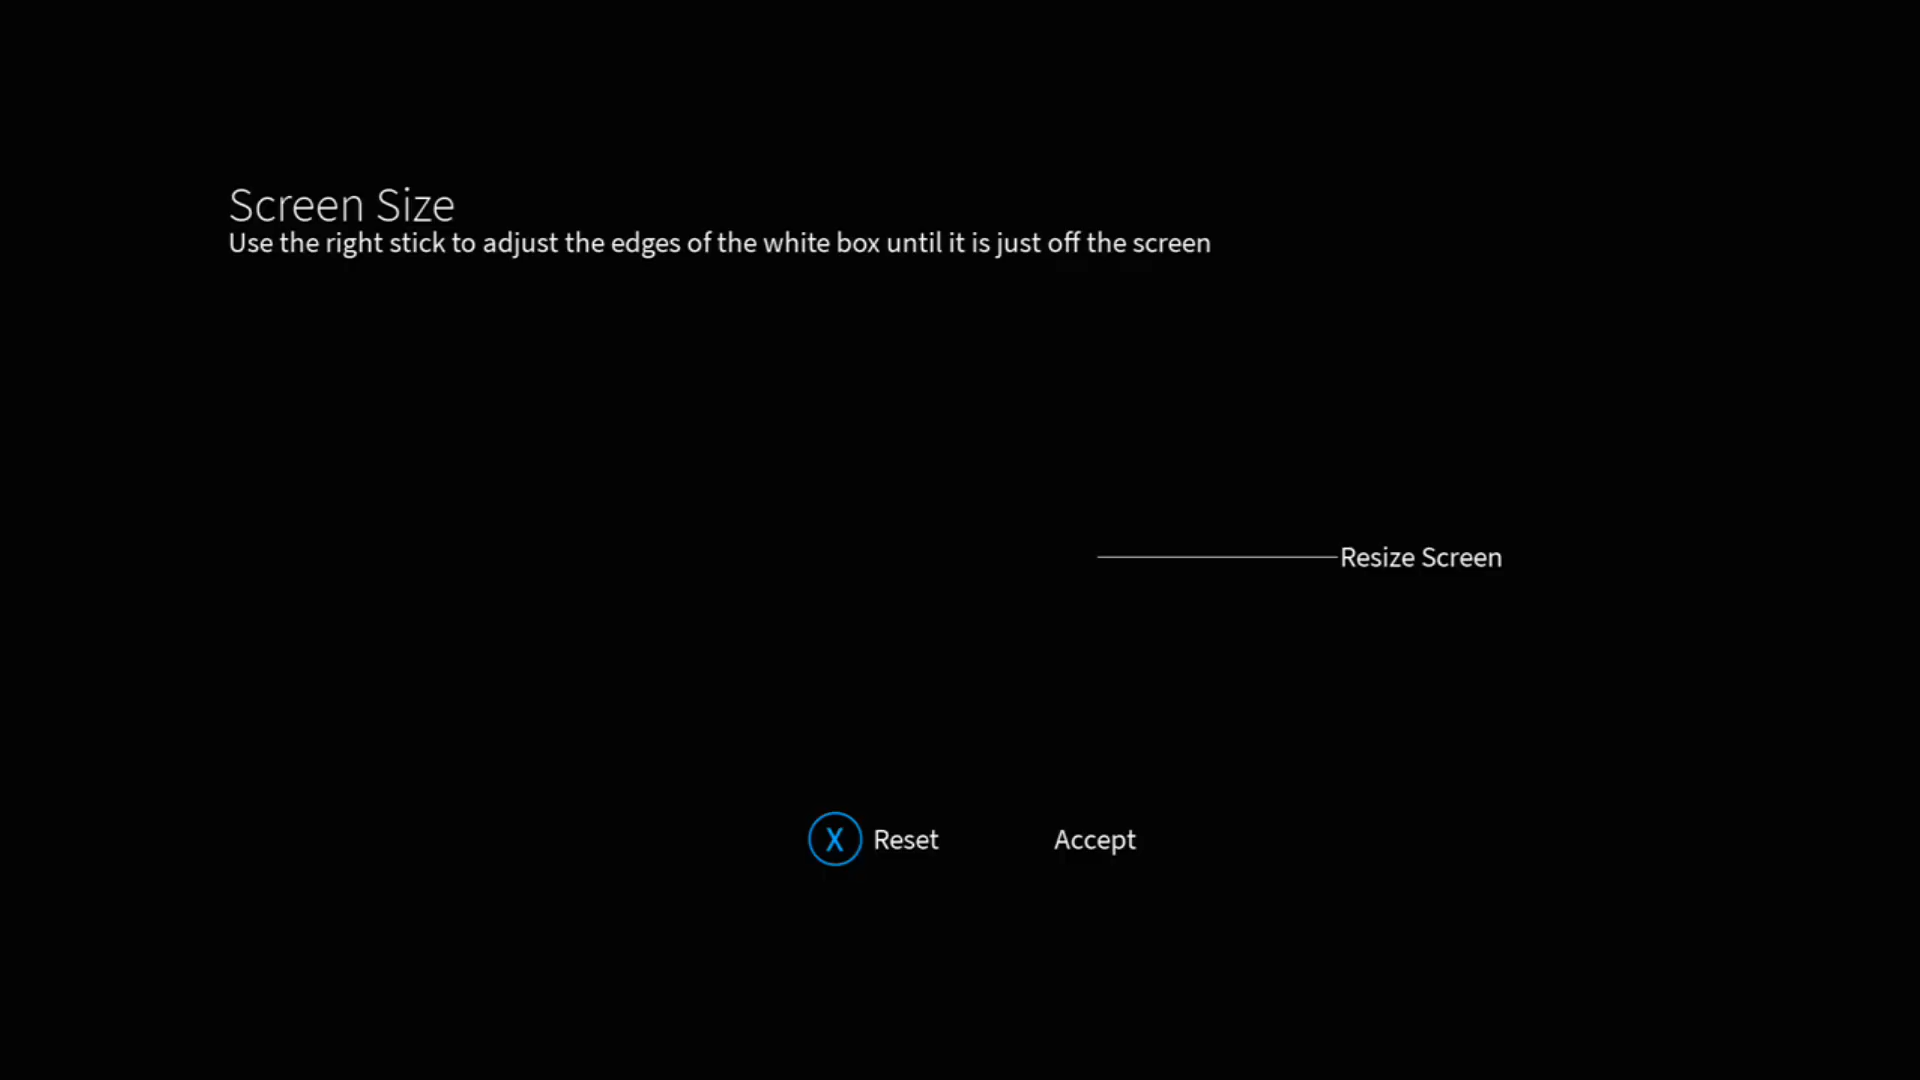 Screen Size
Use the right stick to adjust the edges of the white box until it is just off the screen
Resize Screen
X Reset Accept